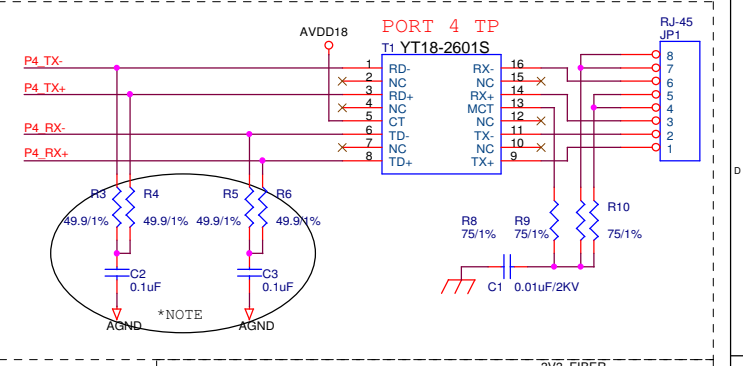 PORT 4 TP
RJ-45
JP1
AVDD18
T1 YT18-2601S
P4_TX-
P4_TX+
P4_RX-
P4_RX+
1 RD- RX- 16
2 NC NC 15
3 RD+ RX+ 14
4 NC MCT 13
5 CT NC 12
6 TD- TX- 11
7 NC NC 10
8 TD+ TX+ 9
8
7
6
5
4
3
2
1
D
R3 R4 R5 R6
49.9/1% 49.9/1% 49.9/1% 49.9/1%
R8 R9 R10
75/1% 75/1% 75/1%
C2
0.1uF
C3
0.1uF
C1 0.01uF/2KV
*NOTE
AGND AGND